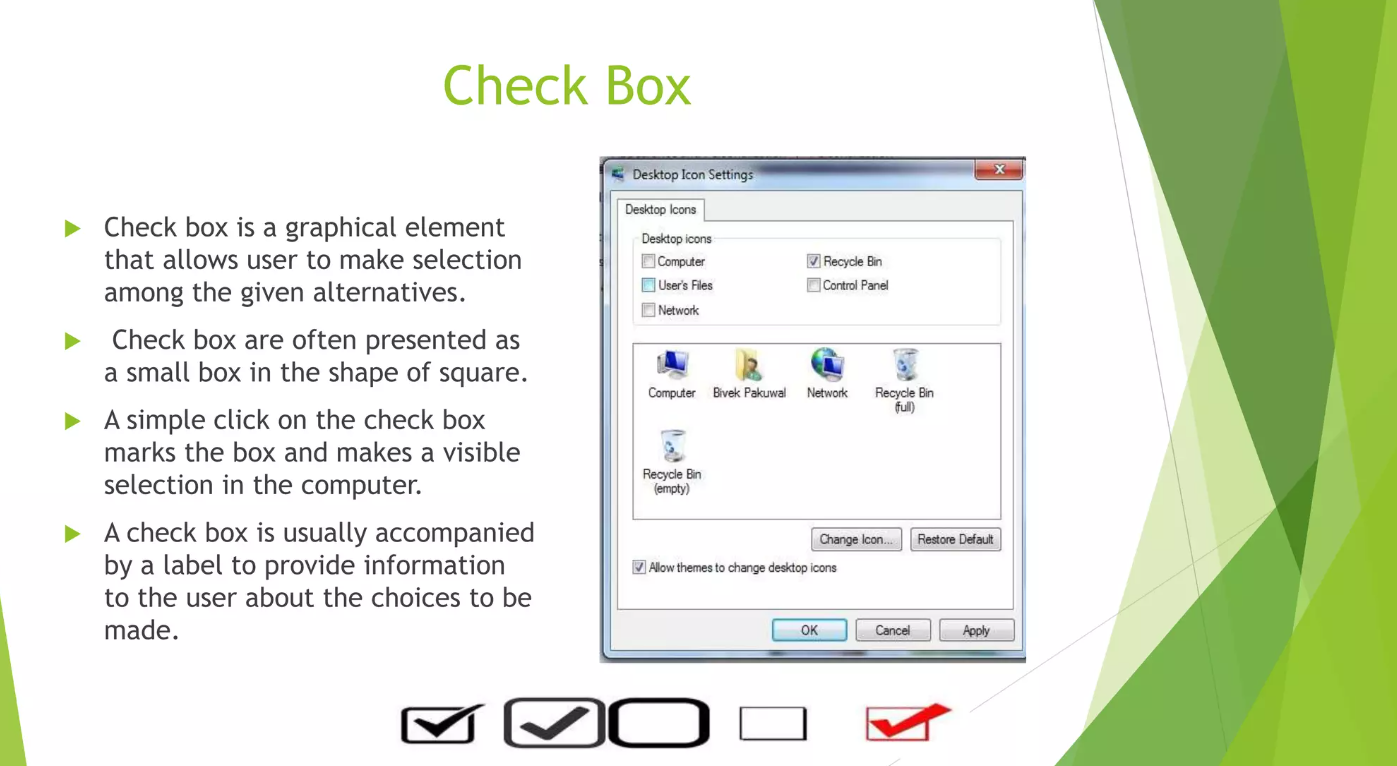 Check Box
Check box is a graphical element
that allows user to make selection
among the given alternatives.
Check box are often presented as
a small box in the shape of square.
A simple click on the check box
marks the box and makes a visible
selection in the computer.
A check box is usually accompanied
by a label to provide information
to the user about the choices to be
made.
Desktop Icon Settings
Desktop Icons
Desktop icons
Computer
Recycle Bin
User's Files
Control Panel
Network
Computer
Bivek Pakuwal
Network
Recycle Bin
(full)
Recycle Bin
(empty)
Change Icon...
Restore Default
Allow themes to change desktop icons
OK
Cancel
Apply